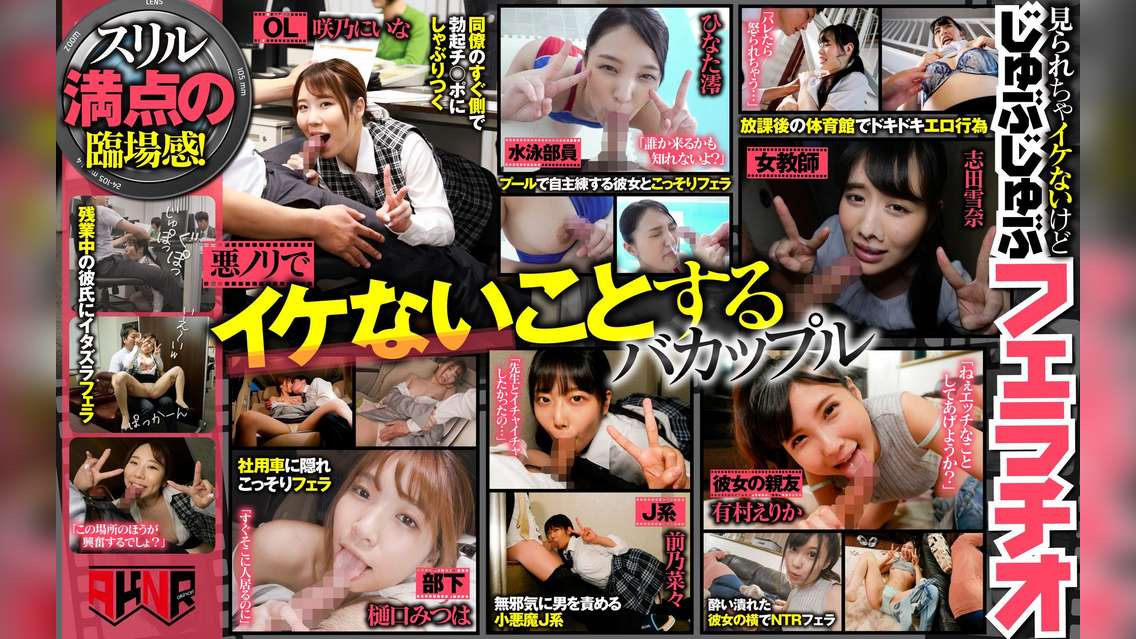 LENS
zoom
105 mm
24-105 m
スリル
満点の
臨場感!
OL
咲乃にいな
同僚のすぐ側で
勃起チ○ポに
しゃぶりつく
ひなた澪
水泳部員
「誰か来るかも
知れないよ?」
プールで自主練する彼女とこっそりフェラ
「バレたら
怒られちゃう…」
放課後の体育館でドキドキエロ行為
女教師
志田雪奈
見られちゃイケないけど
じゅぶじゅぶ
フェラチオ
悪ノリで
イケないことする
バカップル
残業中の彼氏にイタズラフェラ
ぱっかーん
「この場所のほうが
興奮するでしょ?」
AKNR
社用車に隠れ
こっそりフェラ
「すぐそこに人居るのに」
部下
樋口みつは
「先生とイチャイチャ
したかったの…」
J系
前乃菜々
無邪気に男を責める
小悪魔J系
「ねぇエッチなこと
してあげようか?」
彼女の親友
有村えりか
酔い潰れた
彼女の横でNTRフェラ